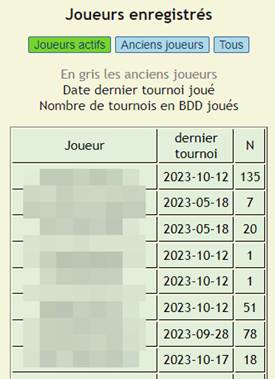 Joueurs enregistrés
Joueurs actifs Anciens joueurs Tous
En gris les anciens joueurs
Date dernier tournoi joué
Nombre de tournois en BDD joués
Joueur dernier tournoi N
2023-10-12 135
2023-05-18 7
2023-05-18 20
2023-10-12 1
2023-10-12 1
2023-10-12 51
2023-09-28 78
2023-10-17 18